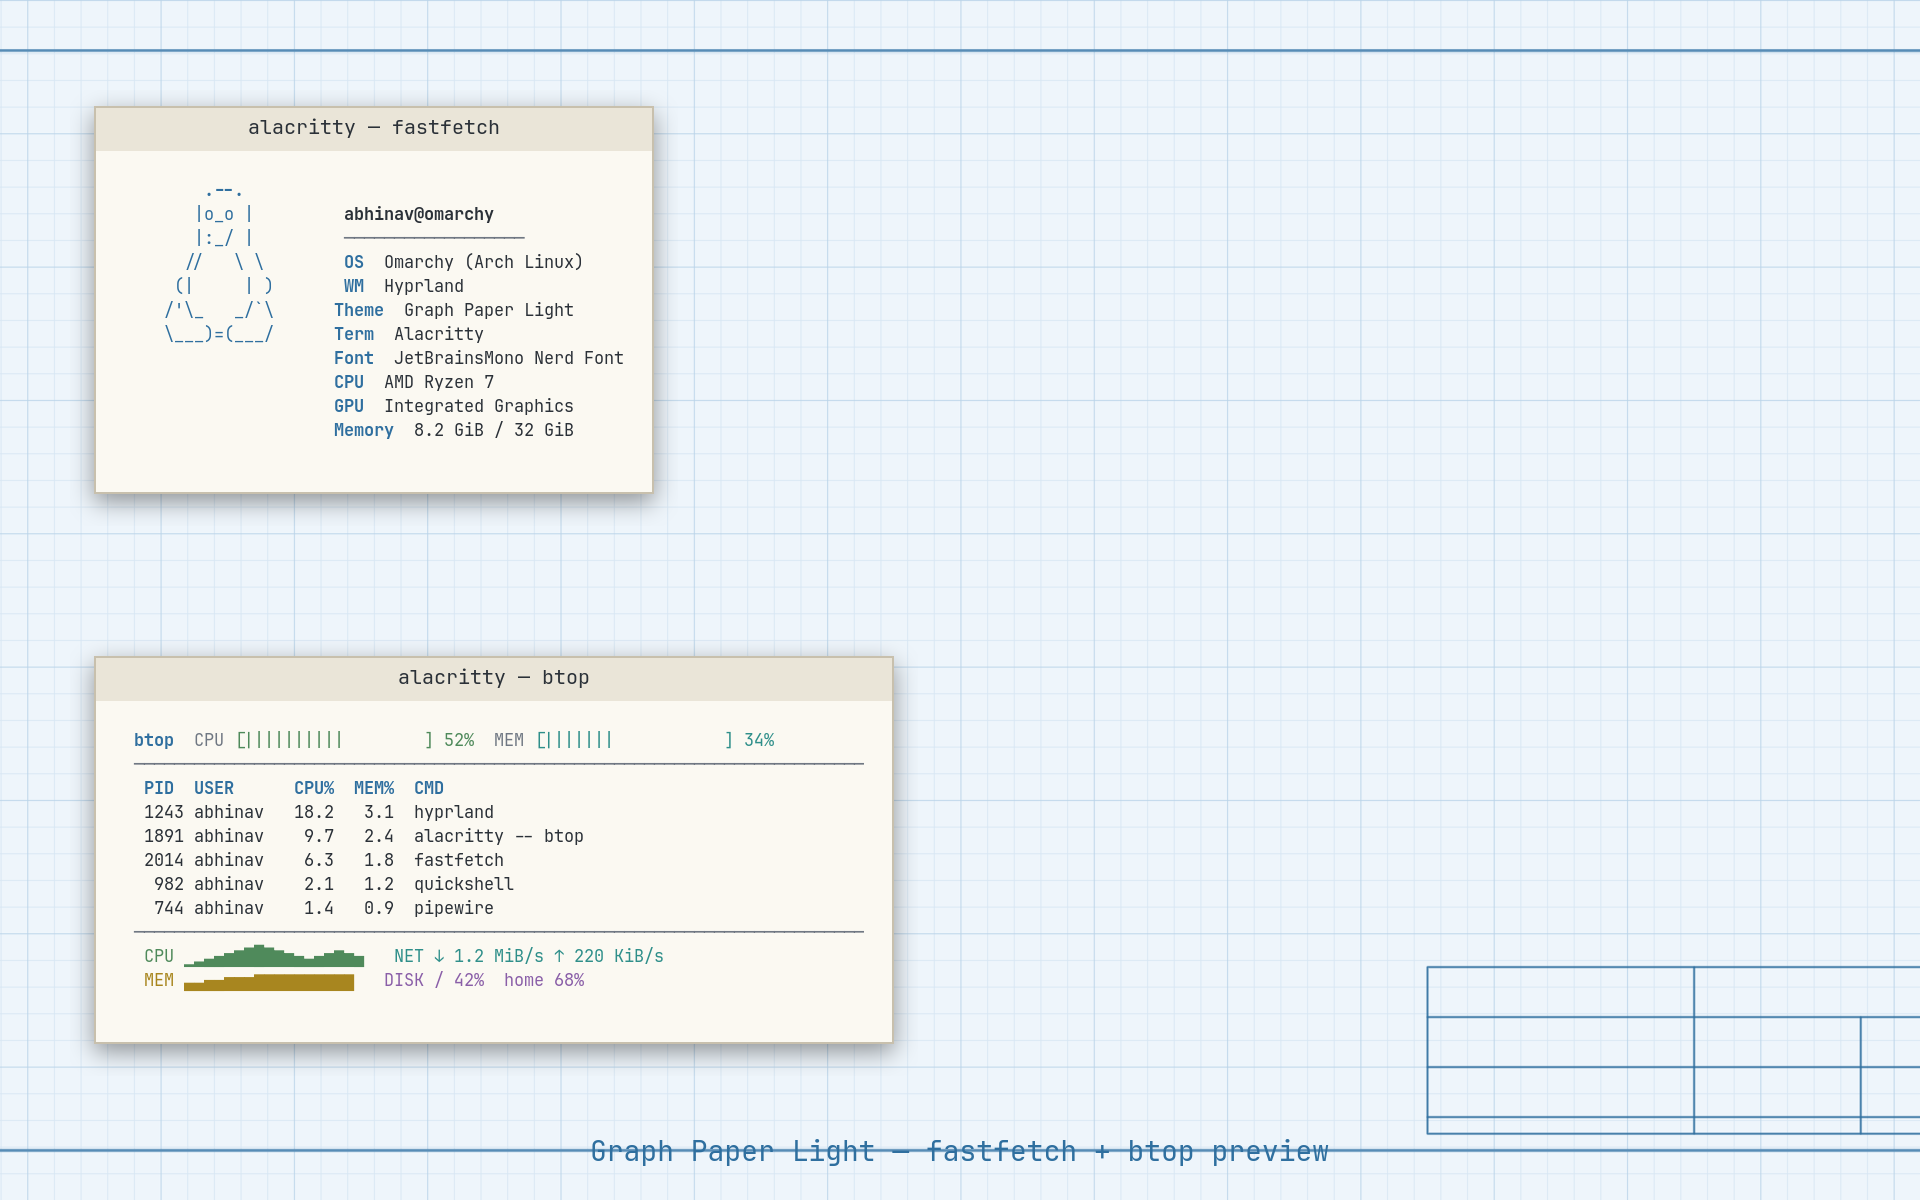 alacritty — fastfetch
.--.
|o_o |
|:_/ |
//   \ \
(|     | )
/'\_   _/`\
\___)=(___/
abhinav@omarchy
──────────────────
OS  Omarchy (Arch Linux)
WM  Hyprland
Theme  Graph Paper Light
Term  Alacritty
Font  JetBrainsMono Nerd Font
CPU  AMD Ryzen 7
GPU  Integrated Graphics
Memory  8.2 GiB / 32 GiB
alacritty — btop
btop  CPU [||||||||||        ] 52%  MEM [|||||||           ] 34%
PID  USER      CPU%  MEM%  CMD
1243 abhinav   18.2   3.1  hyprland
1891 abhinav    9.7   2.4  alacritty -- btop
2014 abhinav    6.3   1.8  fastfetch
982 abhinav    2.1   1.2  quickshell
744 abhinav    1.4   0.9  pipewire
CPU   NET ↓ 1.2 MiB/s ↑ 220 KiB/s
MEM   DISK / 42%  home 68%
Graph Paper Light — fastfetch + btop preview